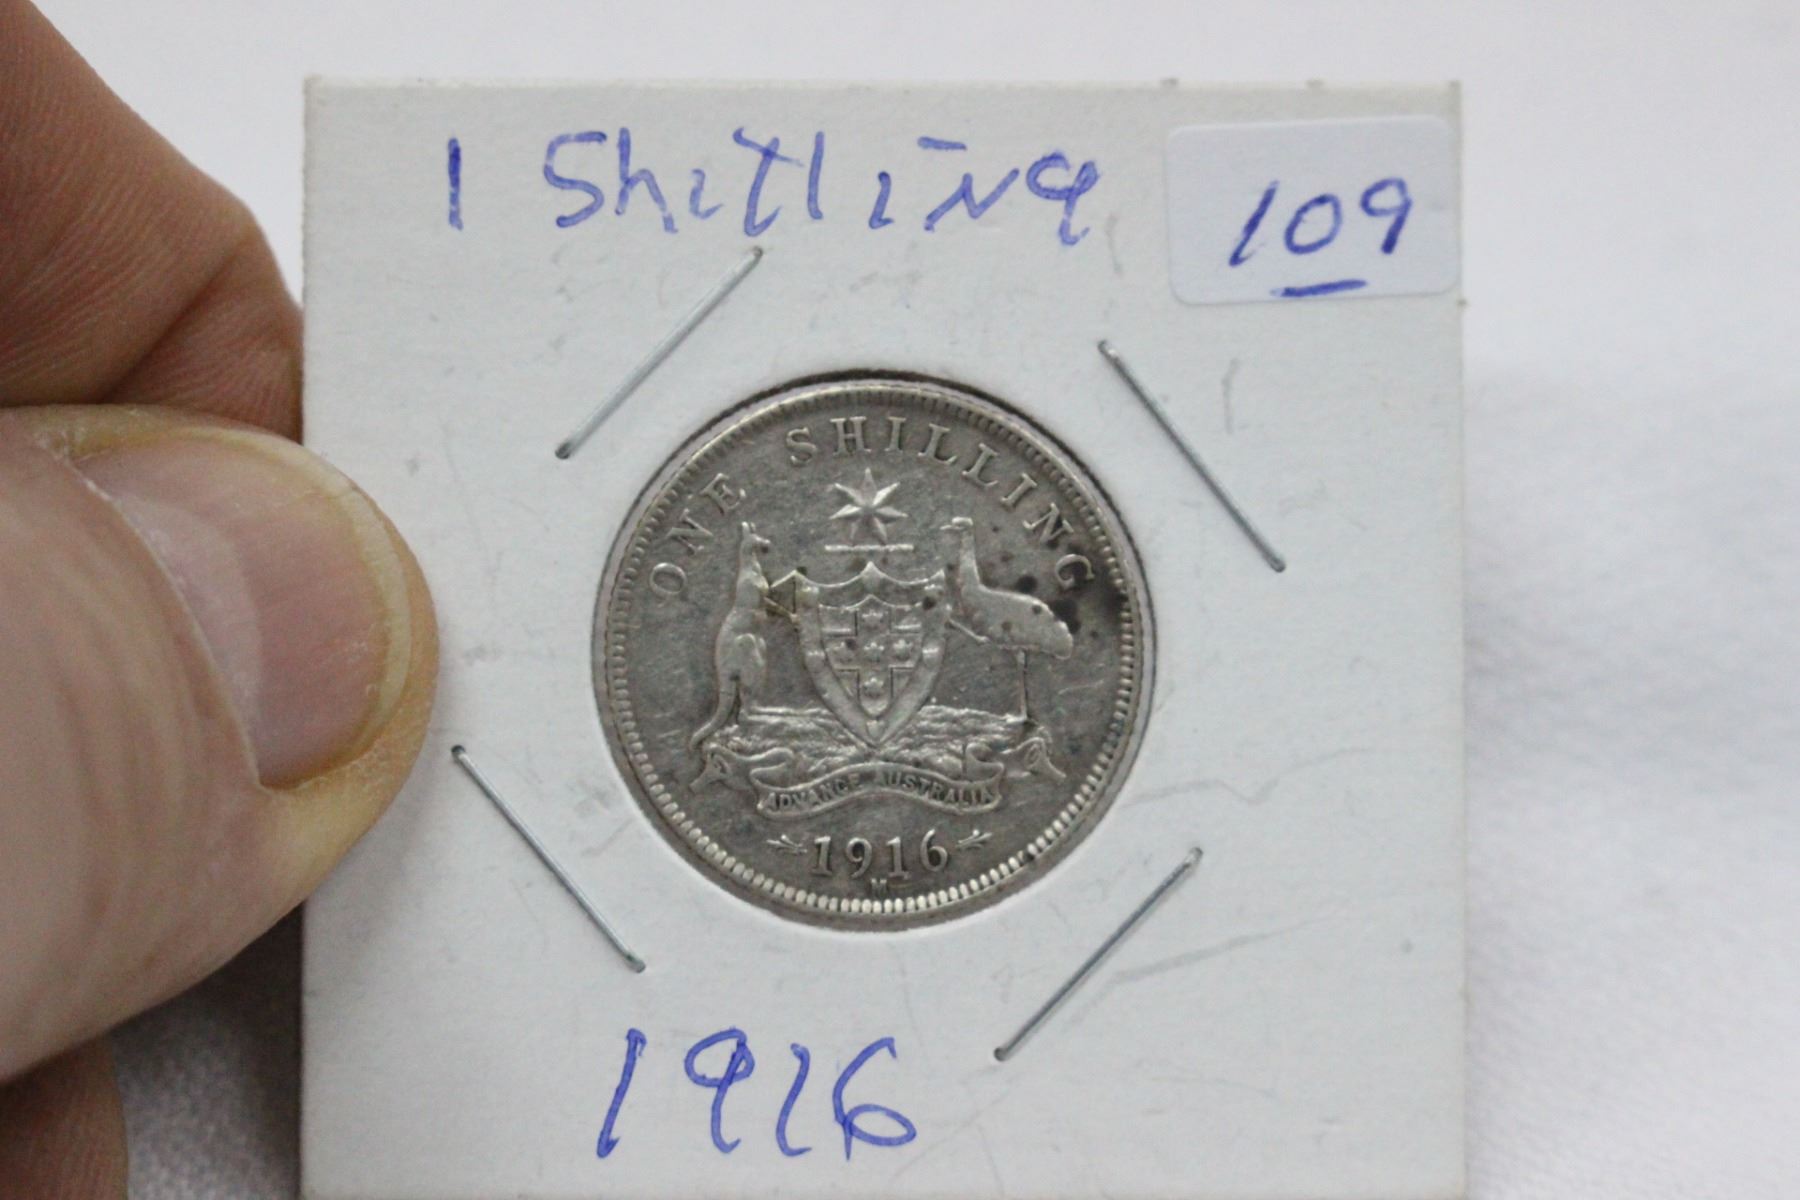 1 Shilling
109
ONE SHILLING
ADVANCE AUSTRALIA
1916
M
1916